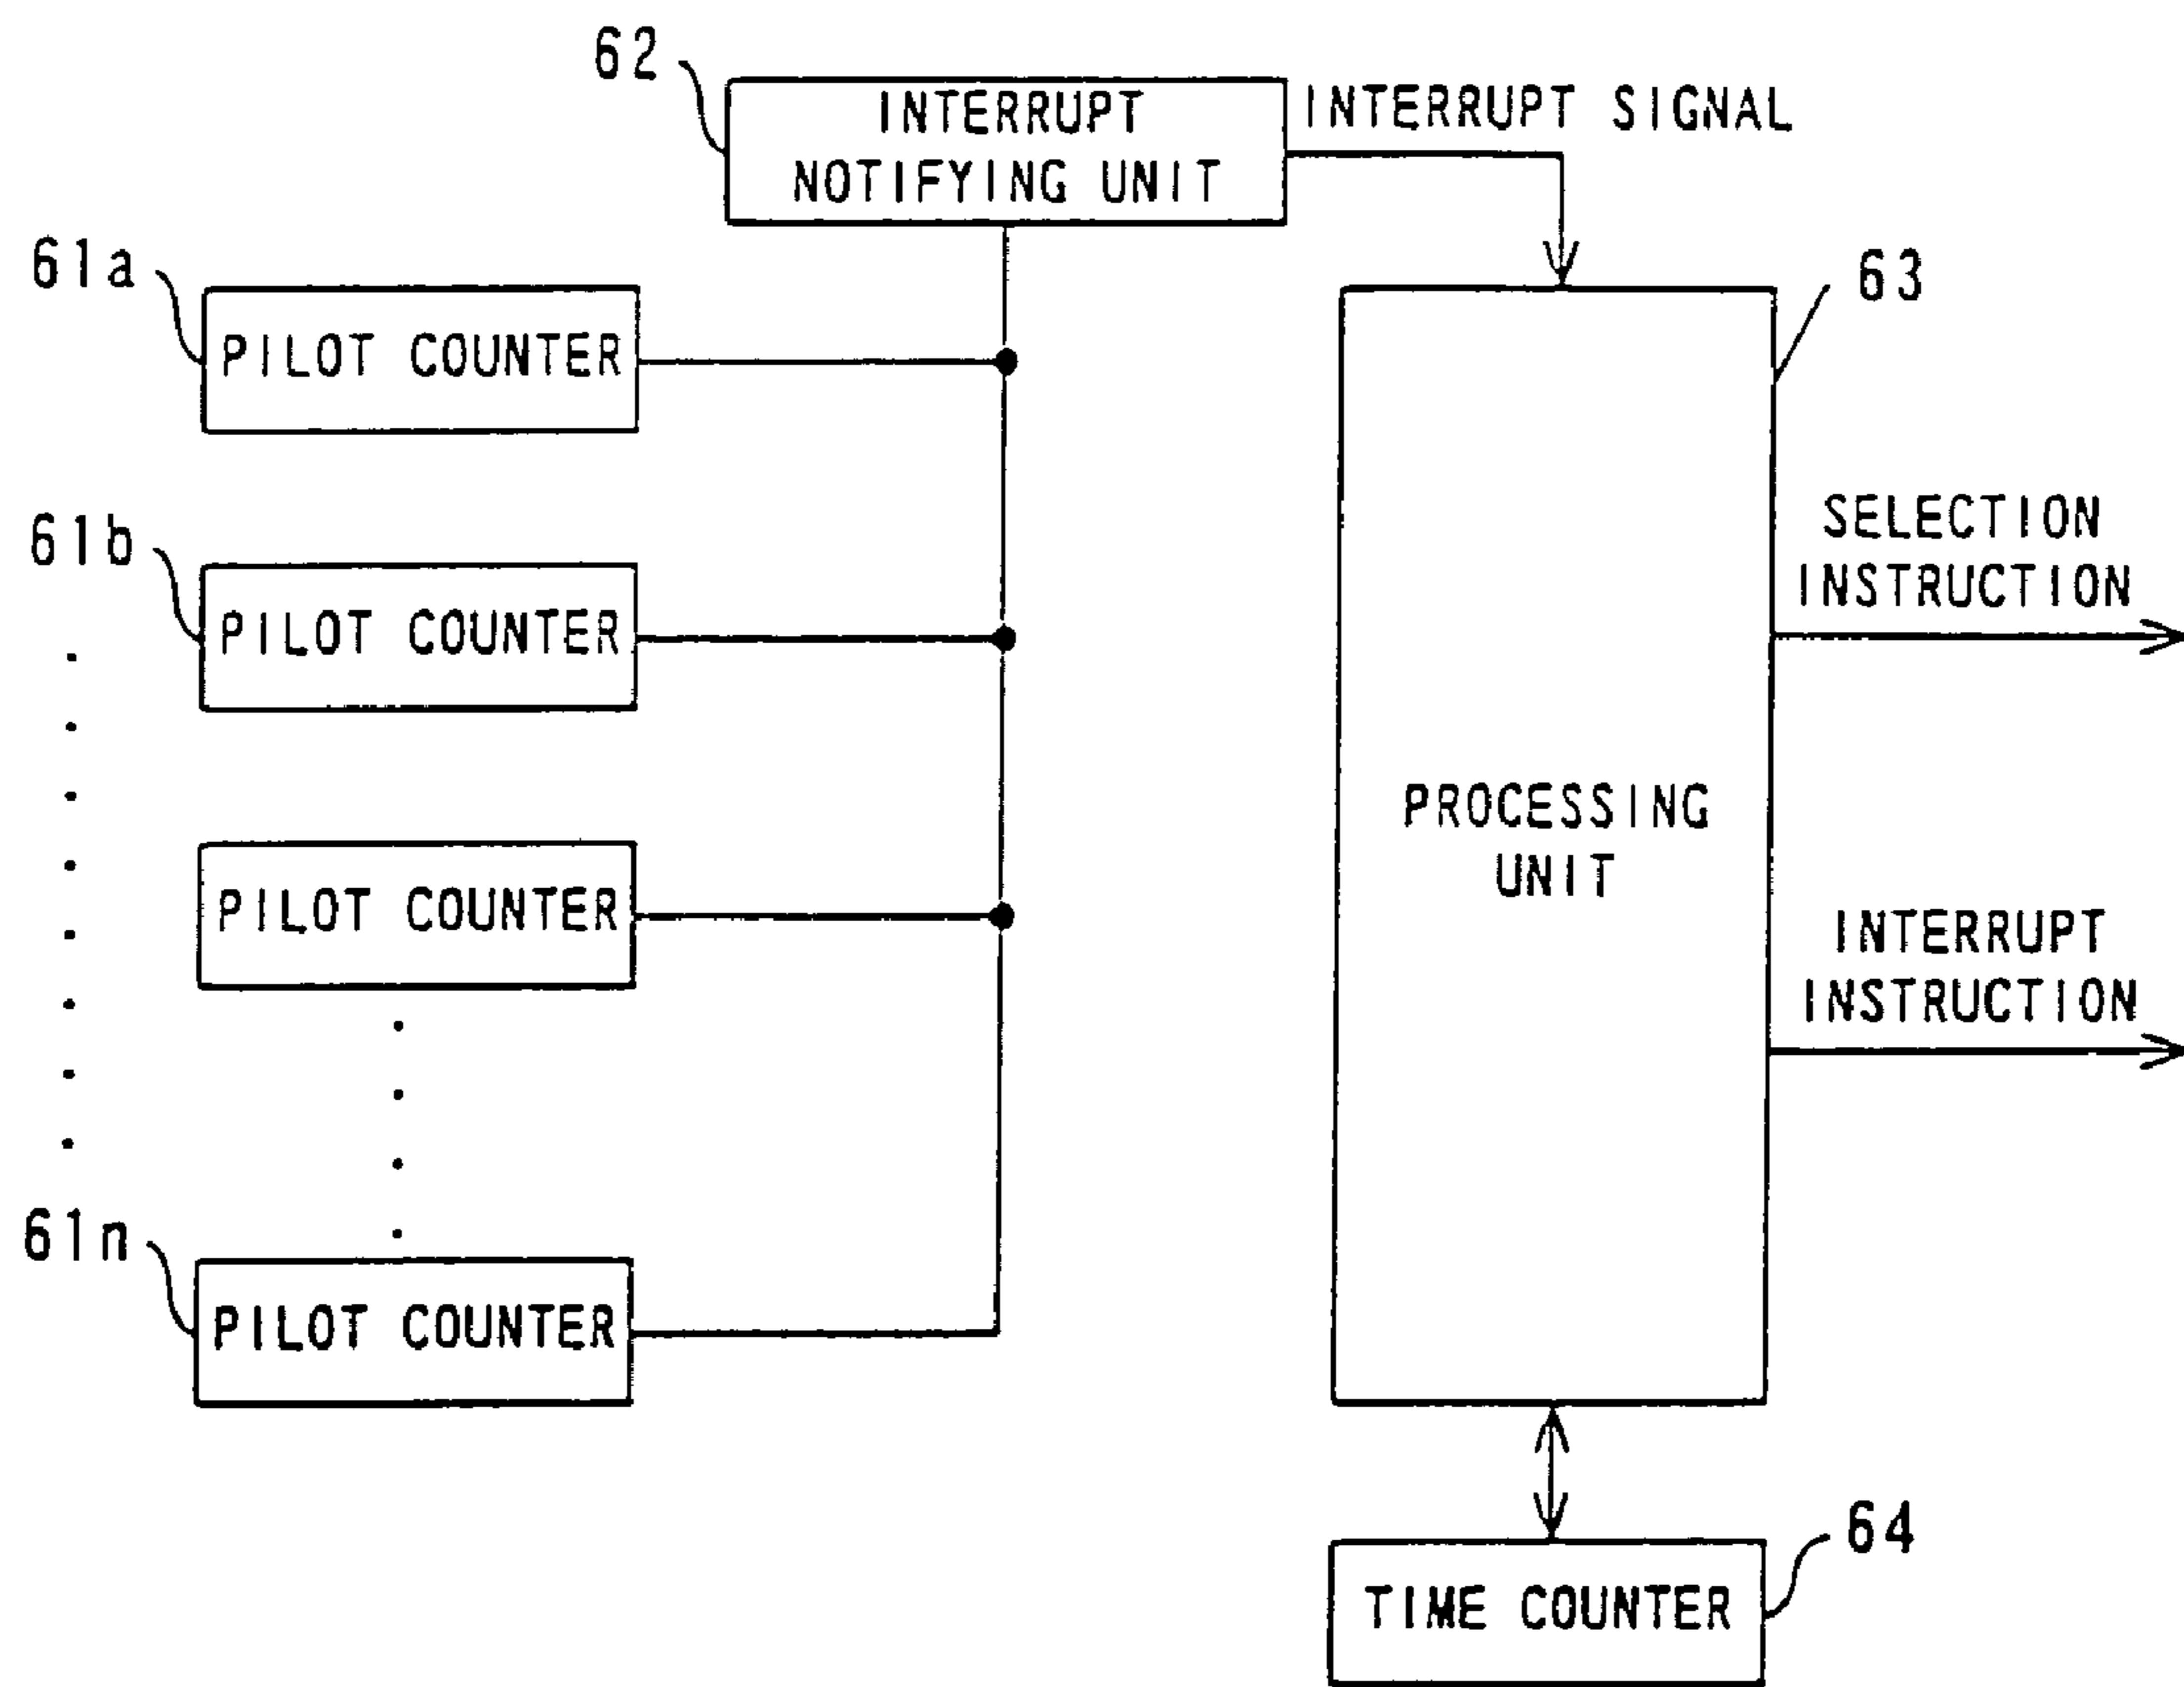 62
INTERRUPT
NOTIFYING UNIT
INTERRUPT SIGNAL
61a
PILOT COUNTER
63
61b
PILOT COUNTER
SELECTION
INSTRUCTION
PILOT COUNTER
PROCESSING
UNIT
INTERRUPT
INSTRUCTION
61n
PILOT COUNTER
64
TIME COUNTER